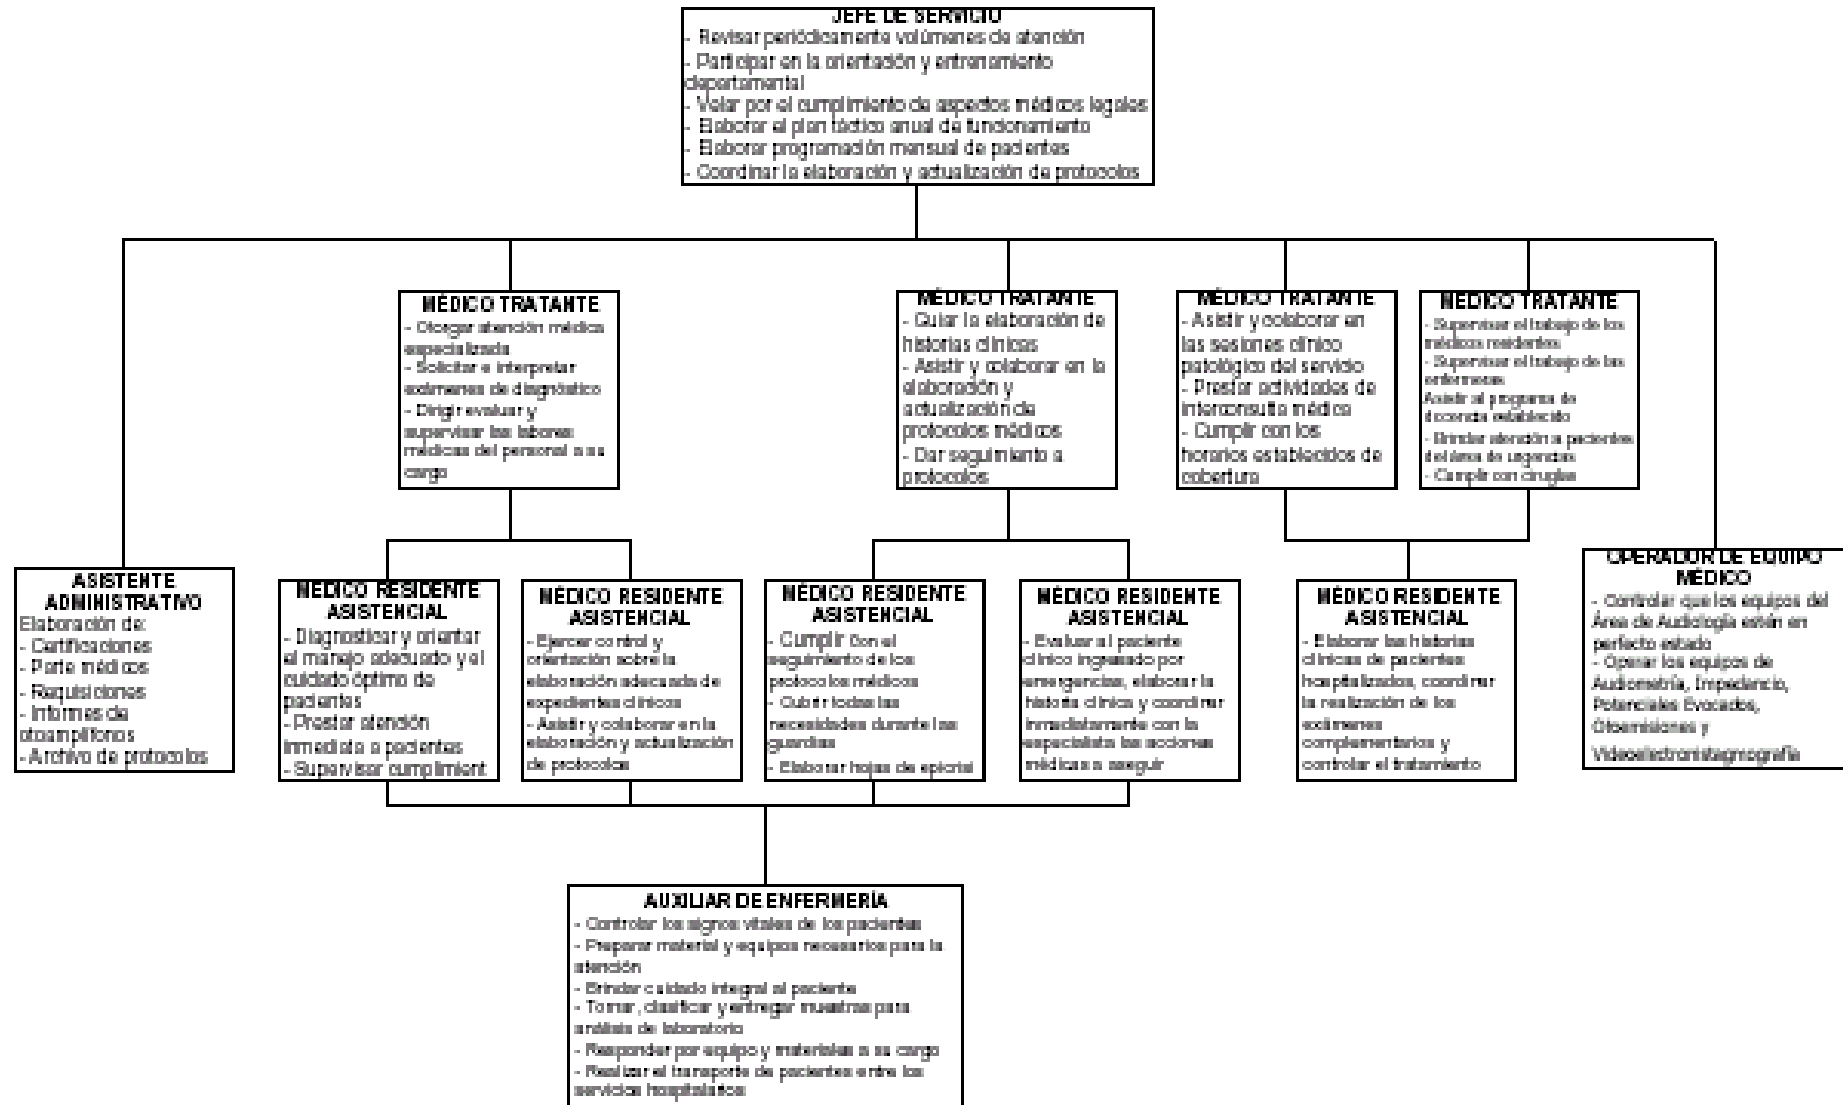 JEFE DE SERVICIO
- Revisar periódicamente volúmenes de atención
- Participar en la orientación y entrenamiento
departamental
- Velar por el cumplimiento de aspectos médicos legales
- Elaborar el plan táctico anual de funcionamiento
- Elaborar programación mensual de pacientes
- Coordinar la elaboración y actualización de protocolos
MÉDICO TRATANTE
- Otorgar atención médica
especializada
- Solicitar e interpretar
exámenes de diagnóstico
- Dirigir evaluar y
supervisar las labores
médicas del personal a su
cargo
MÉDICO TRATANTE
- Guiar la elaboración de
historias clínicas
- Asistir y colaborar en la
elaboración y
actualización de
protocolos médicos
- Dar seguimiento a
protocolos
MÉDICO TRATANTE
- Asistir y colaborar en
las sesiones clínico
patológico del servicio
- Prestar actividades de
interconsulta médica
- Cumplir con los
horarios establecidos de
cobertura
MÉDICO TRATANTE
- Supervisar el trabajo de los
médicos residentes
- Supervisar el trabajo de las
enfermeras
Asistir al programa de
docencia establecido
- Brindar atención a pacientes
del área de urgencias
- Cumplir con cirugías
ASISTENTE
ADMINISTRATIVO
Elaboración de:
- Certificaciones
- Parte médicos
- Requisiciones
- Informes de
otoamplífonos
- Archivo de protocolos
MÉDICO RESIDENTE
ASISTENCIAL
- Diagnosticar y orientar
el manejo adecuado y el
cuidado óptimo de
pacientes
- Prestar atención
inmediata a pacientes
- Supervisar cumplimient
MÉDICO RESIDENTE
ASISTENCIAL
- Ejercer control y
orientación sobre la
elaboración adecuada de
expedientes clínicos
- Asistir y colaborar en la
elaboración y actualización
de protocolos
MÉDICO RESIDENTE
ASISTENCIAL
- Cumplir con el
seguimiento de los
protocolos médicos
- Cubrir todas las
necesidades durante las
guardias
- Elaborar hojas de
MÉDICO RESIDENTE
ASISTENCIAL
- Evaluar al paciente
clínico ingresado por
emergencias, elaborar la
historia clínica y coordinar
inmediatamente con la
especialista las acciones
médicas a aseguir
MÉDICO RESIDENTE
ASISTENCIAL
- Elaborar las historias
clínicas de pacientes
hospitalizados, coordinar
la realización de los
exámenes
complementarios y
controlar el tratamiento
OPERADOR DE EQUIPO
MÉDICO
- Controlar que los equipos del
Área de Audiología estén en
perfecto estado
- Operar los equipos de
Audiometría, Impedancio,
Potenciales Evocados,
Otoemisiones y
Videoelectronistagmografía
AUXILIAR DE ENFERMERÍA
- Controlar los signos vitales de los pacientes
- Preparar material y equipos necesarios para la
atención
- Brindar cuidado integral al paciente
- Tomar, clasificar y entregar muestras para
análisis de laboratorio
- Responder por equipo y materiales a su cargo
- Realizar el transporte de pacientes entre los
servicios hospitalarios